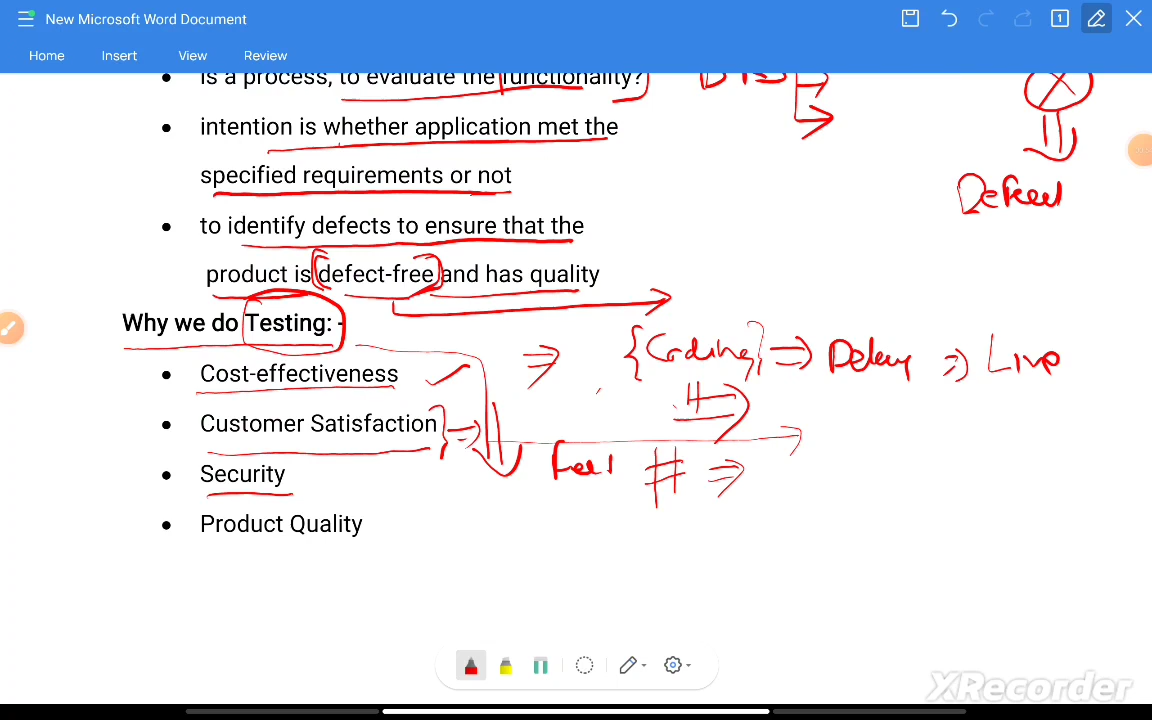 New Microsoft Word Document
1
Home Insert View Review
is a process, to evaluate the functionality?
intention is whether application met the
specified requirements or not
to identify defects to ensure that the
product is defect-free and has quality
Why we do Testing: -
Cost-effectiveness
Customer Satisfaction
Security
Product Quality
Live
XRecorder